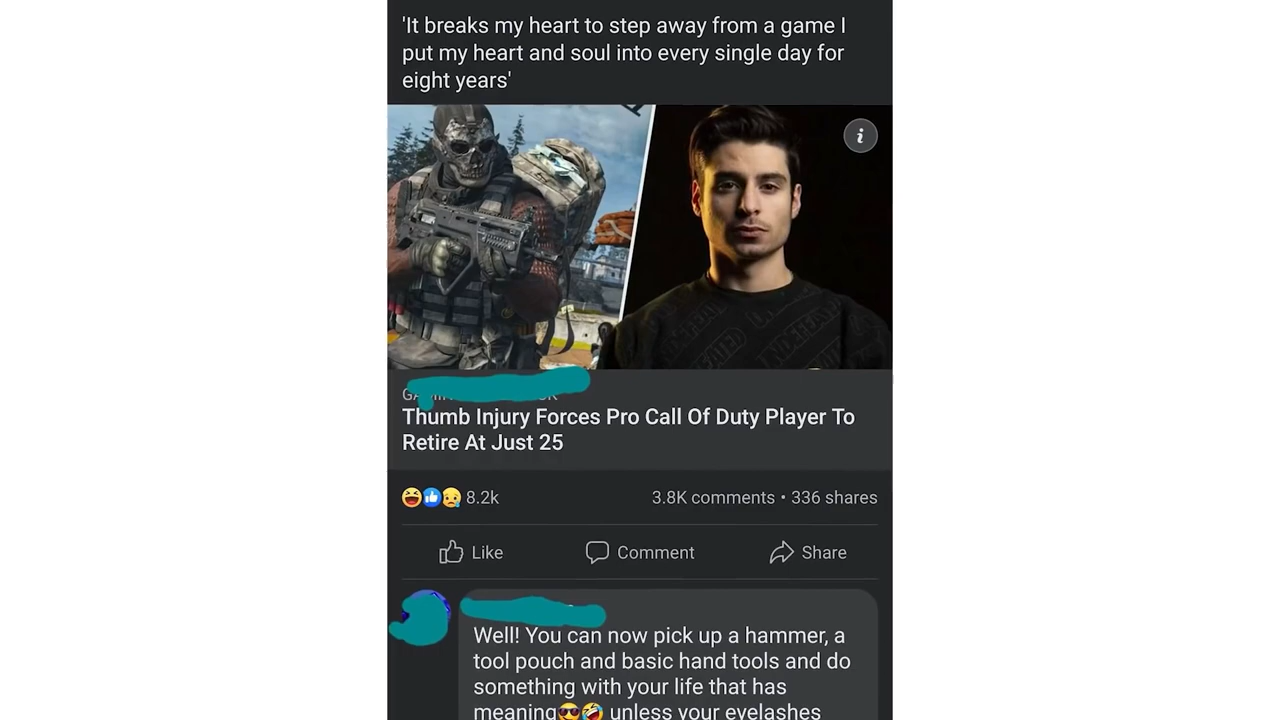 'It breaks my heart to step away from a game I
put my heart and soul into every single day for
eight years'
Thumb Injury Forces Pro Call Of Duty Player To
Retire At Just 25
8.2k
3.8K comments • 336 shares
Like
Comment
Share
Well! You can now pick up a hammer, a
tool pouch and basic hand tools and do
something with your life that has
meaning😎🤣 unless your eyelashes